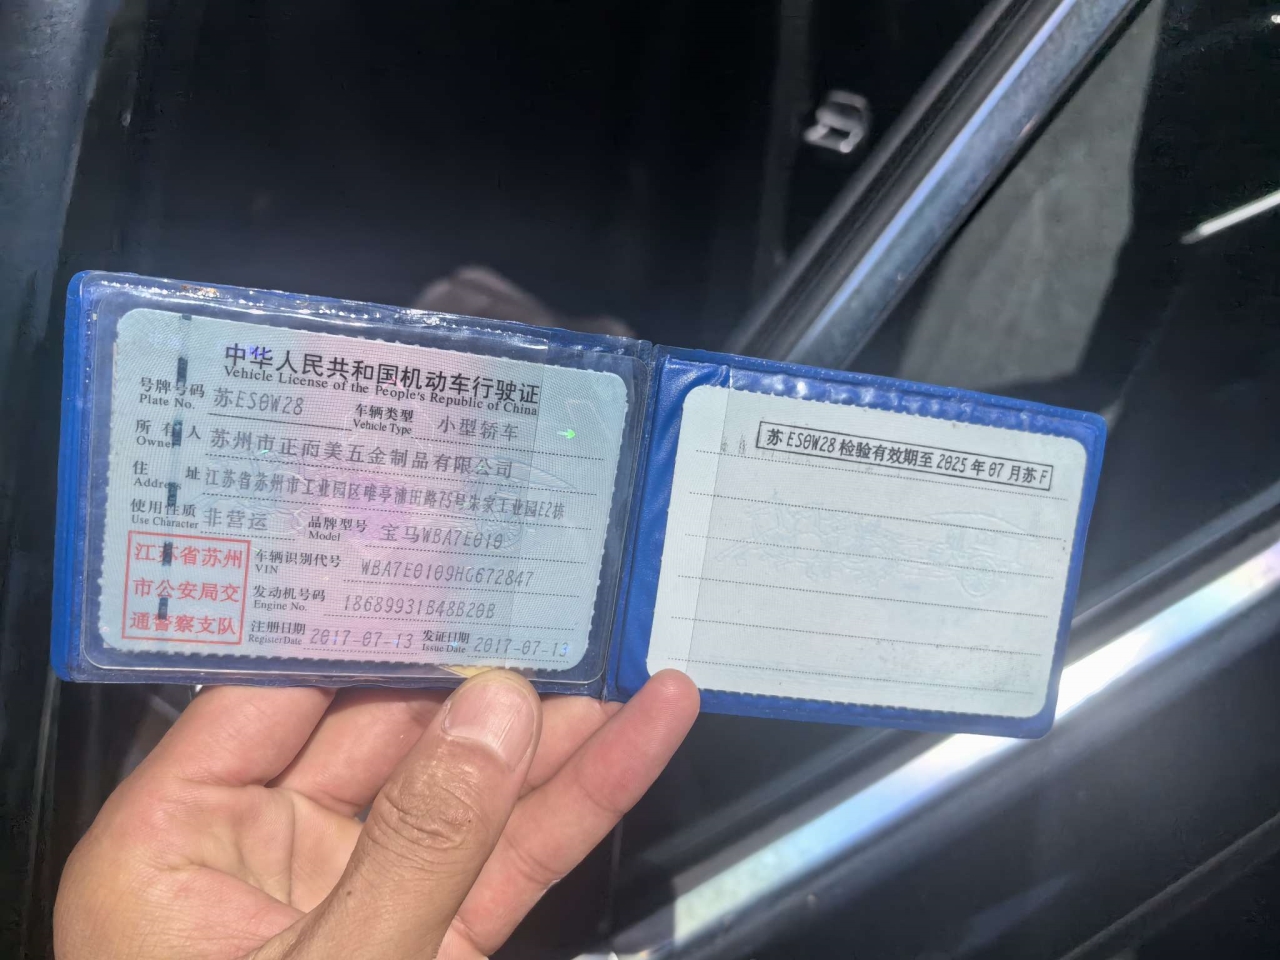 中华人民共和国机动车行驶证
Vehicle License of the People's Republic of China
号牌号码 苏ES0W28 车辆类型 小型轿车
Plate No. Vehicle Type
所有人 苏州市正而美五金制品有限公司
Owner
住址 江苏省苏州市工业园区唯亭浦田路75号朱家工业园E2栋
Address
使用性质 非营运 品牌型号 宝马WBA7E010
Use Character Model
江苏省苏州
市公安局交
通警察支队
车辆识别代号 WBA7E0109HG672847
VIN
发动机号码 18689931B48B20B
Engine No.
注册日期 2017-07-13 发证日期 2017-07-13
Register Date Issue Date
苏ES0W28检验有效期至2025年07月苏F